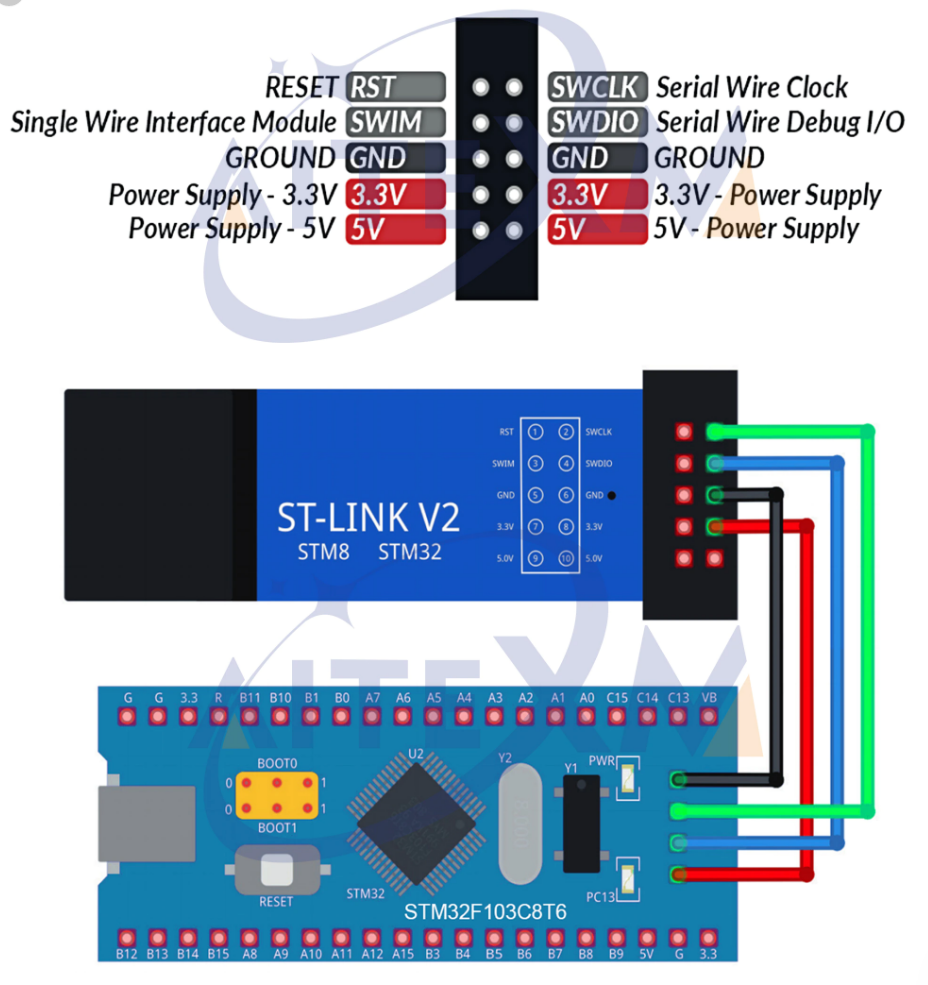 RESET RST SWCLK Serial Wire Clock
Single Wire Interface Module SWIM SWDIO Serial Wire Debug I/O
GROUND GND GND GROUND
Power Supply - 3.3V 3.3V 3.3V 3.3V - Power Supply
Power Supply - 5V 5V 5V 5V - Power Supply
AITEXM
RST 1 2 SWCLK
SWIM 3 4 SWDIO
GND 5 6 GND
3.3V 7 8 3.3V
5.0V 9 10 5.0V
ST-LINK V2
STM8 STM32
AITEXM
G G 3.3 R B11 B10 B1 B0 A7 A6 A5 A4 A3 A2 A1 A0 C15 C14 C13 VB
BOOT0
0 1
0 1
BOOT1
RESET
U2
STM32
Y2
Y1
PWR
PC13
STM32F103C8T6
B12 B13 B14 B15 A8 A9 A10 A11 A12 A15 B3 B4 B5 B6 B7 B8 B9 5V G 3.3